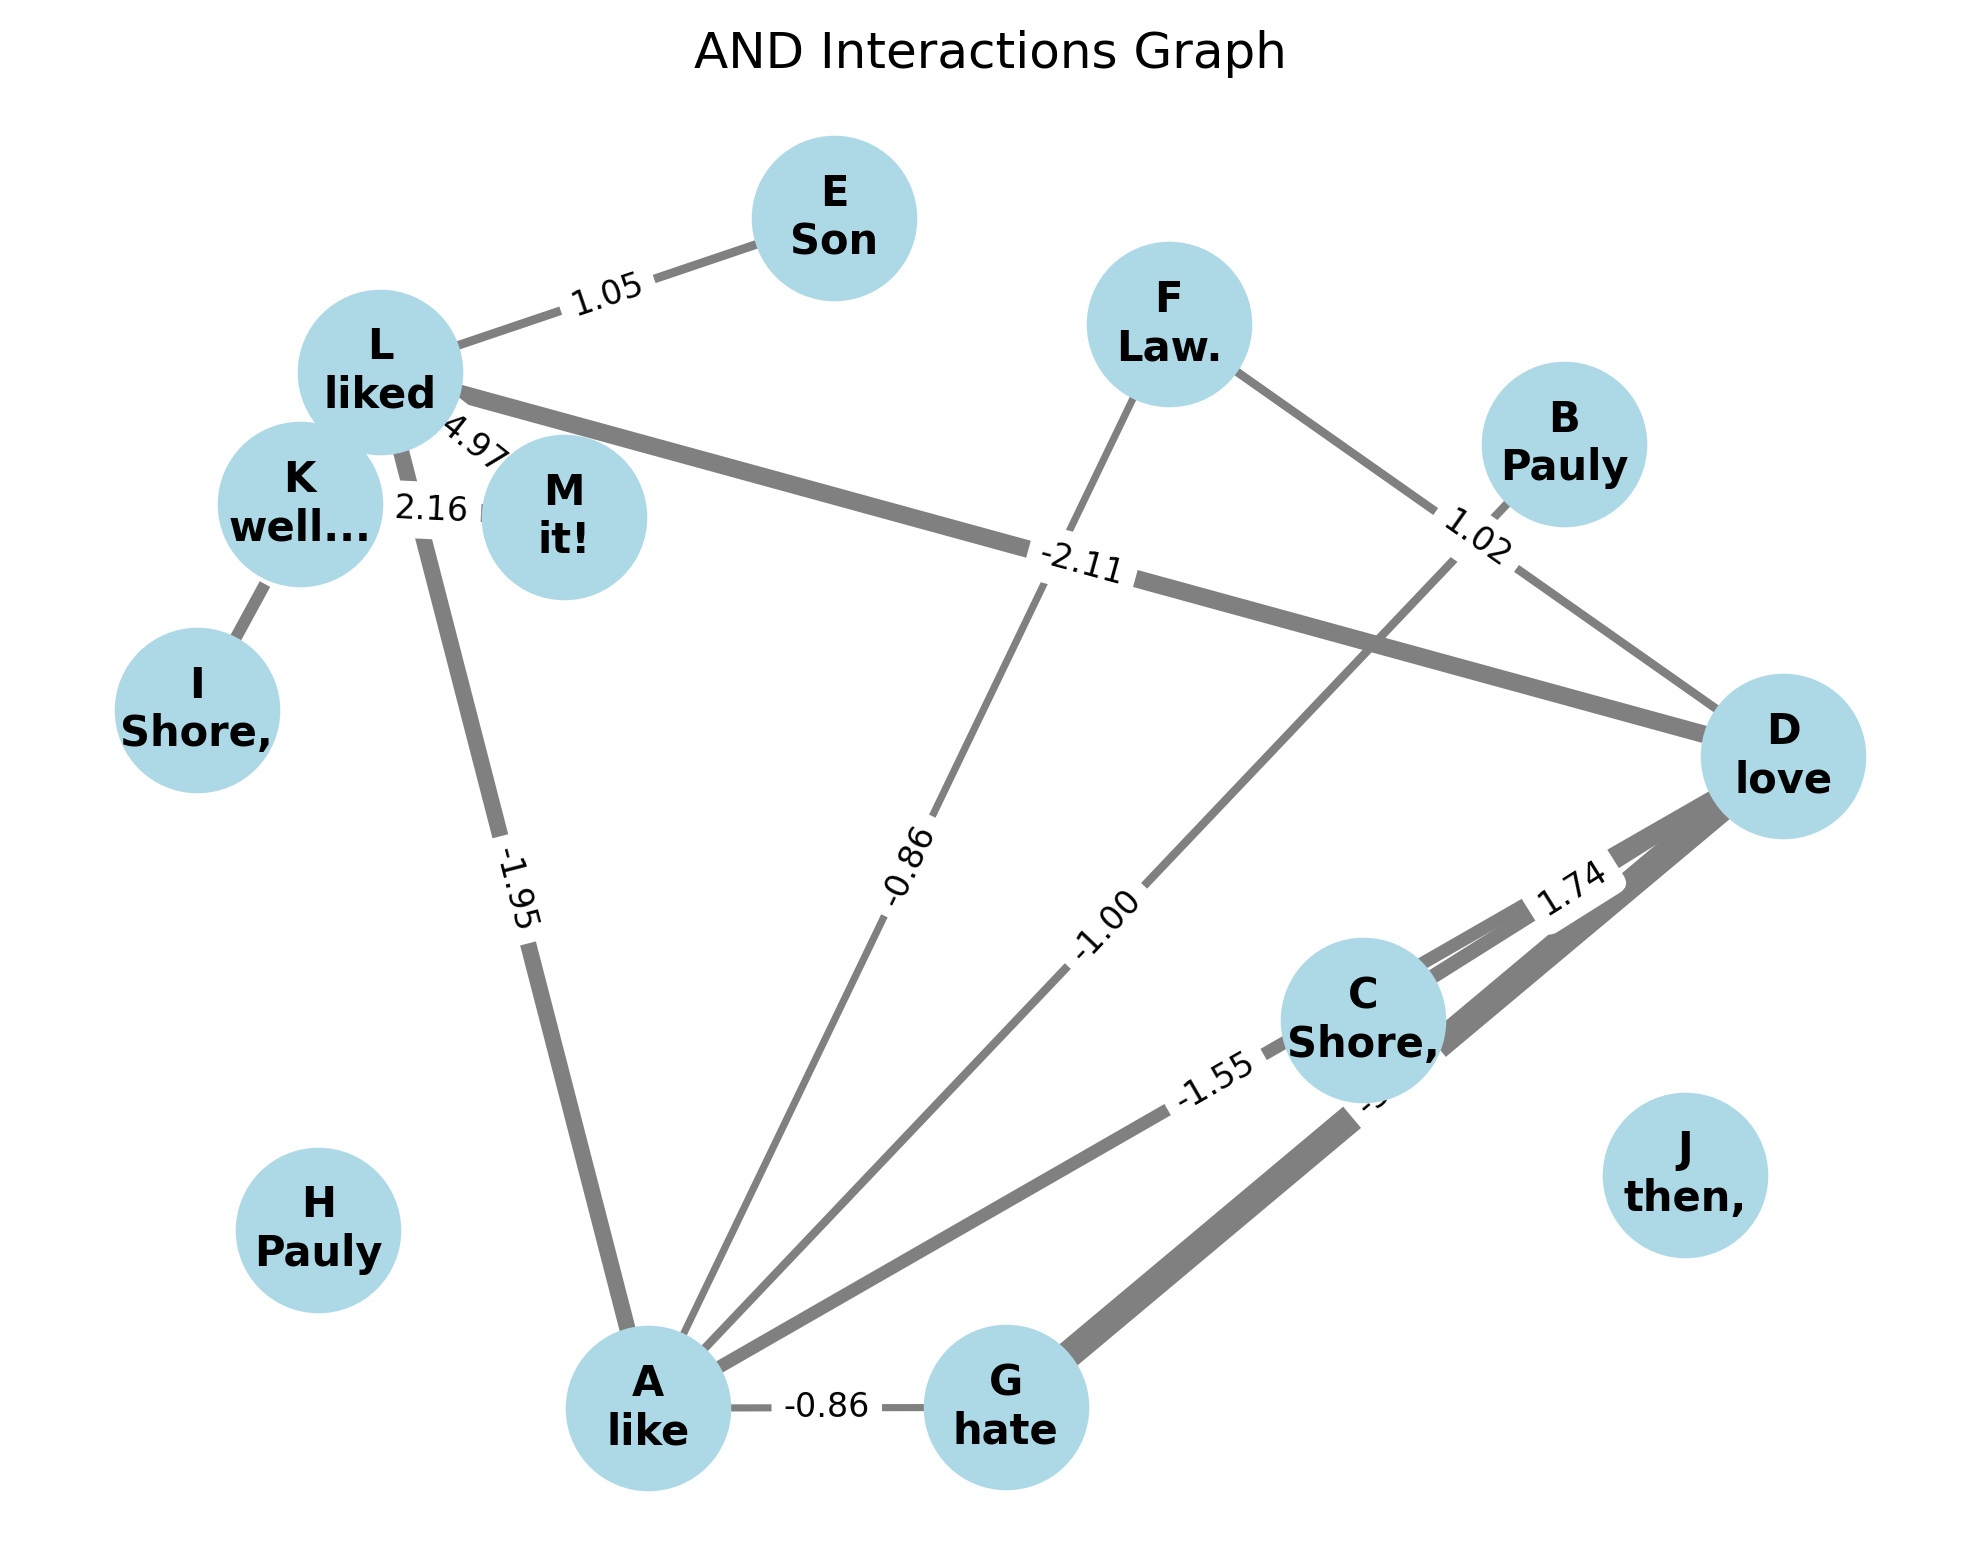 AND Interactions Graph
E
Son
F
Law.
1.05
L
liked
B
Pauly
4.97
K
well...
2.16
M
it!
1.02
-2.11
I
Shore,
D
love
-1.95
-0.86
-1.00
1.74
C
Shore,
-1.55
J
then,
H
Pauly
A
like
-0.86
G
hate